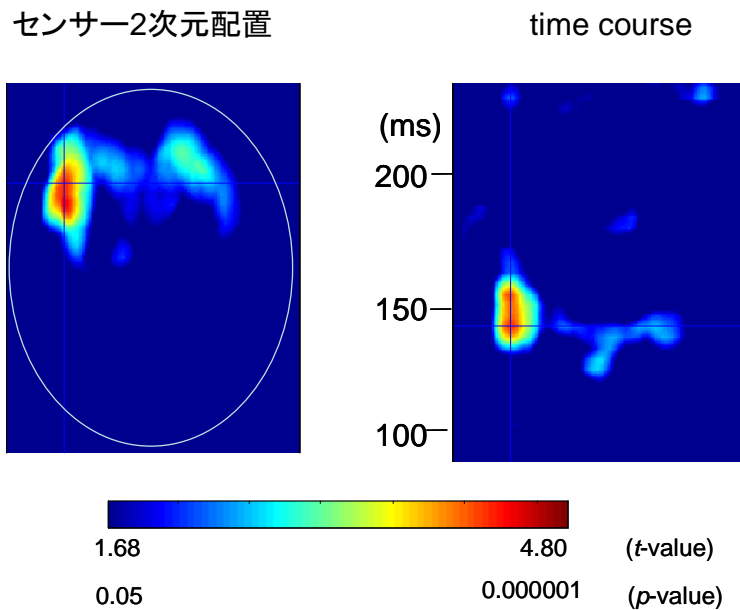 センサー2次元配置
time course
(ms)
200
150
100
1.68
4.80
(t-value)
0.05
0.000001
(p-value)